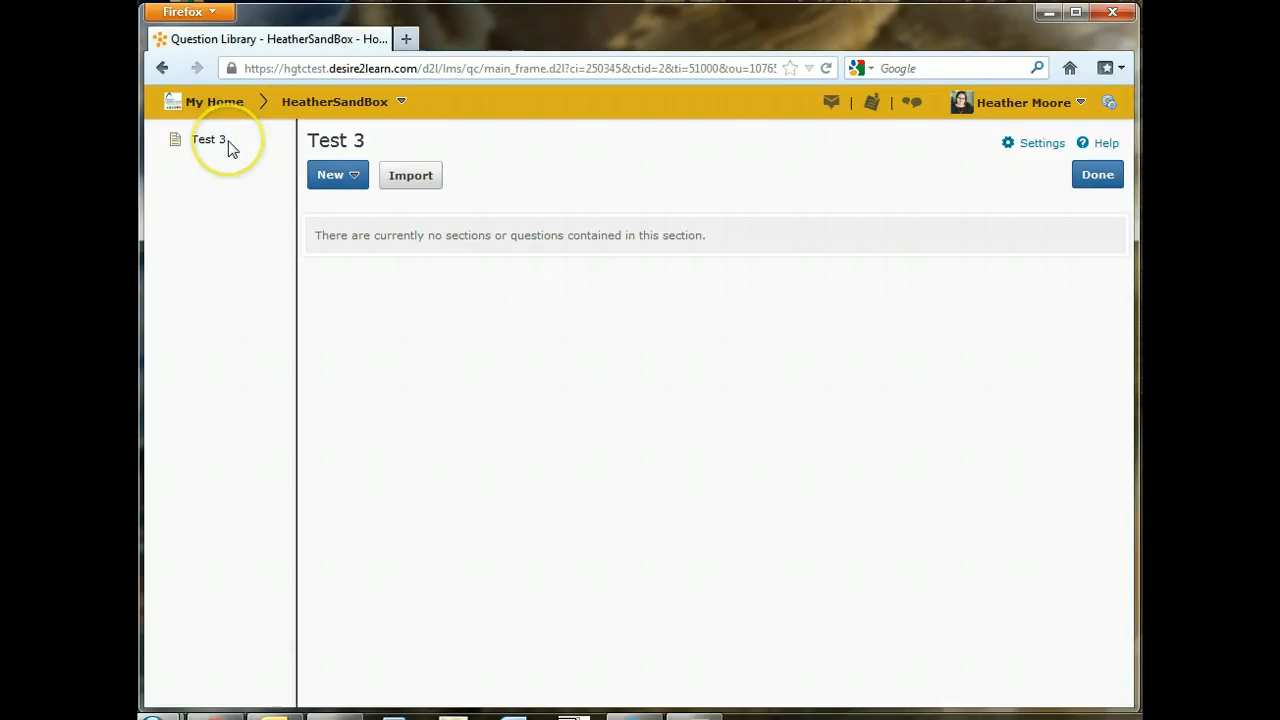 Firefox
Question Library - HeatherSandBox - Ho...
https://hgtctest.desire2learn.com/d2l/lms/qc/main_frame.d2l?ci=250345&ctid=2&ti=51000&ou=1076
Google
My Home
HeatherSandBox
Heather Moore
Test 3
Test 3
Settings
Help
New
Import
Done
There are currently no sections or questions contained in this section.